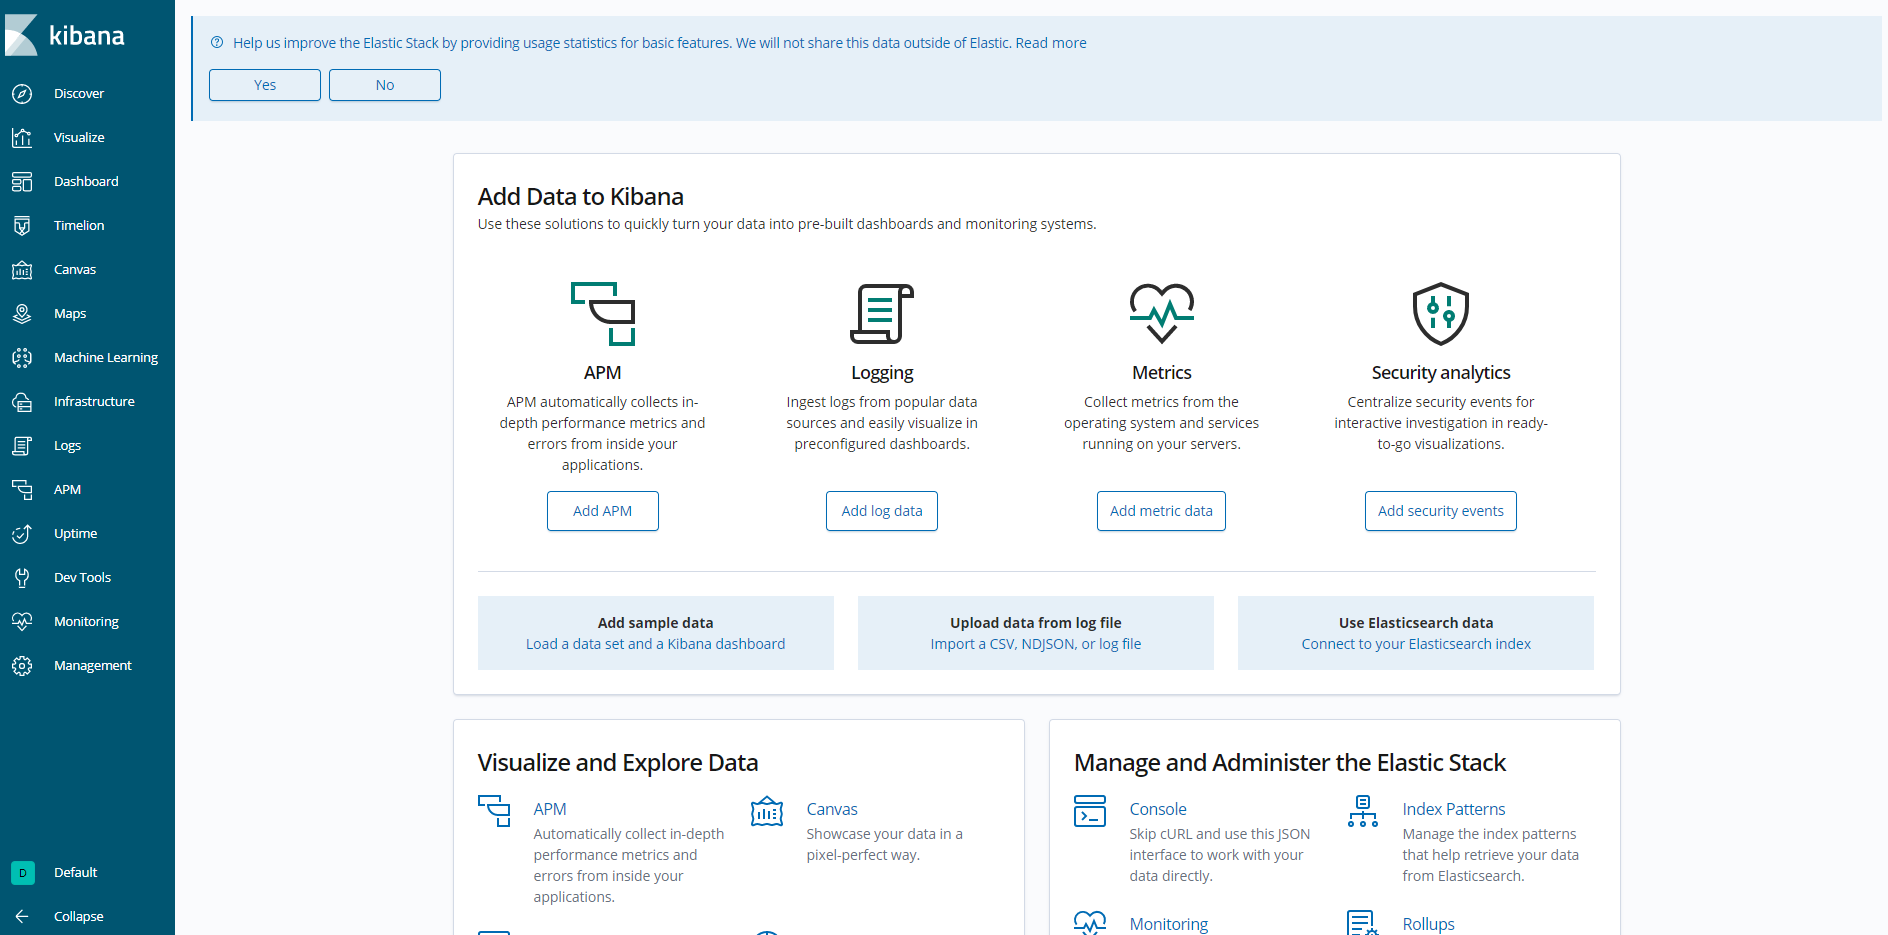 kibana
Discover
Visualize
Dashboard
Timelion
Canvas
Maps
Machine Learning
Infrastructure
Logs
APM
Uptime
Dev Tools
Monitoring
Management
D
Default
Collapse
Help us improve the Elastic Stack by providing usage statistics for basic features. We will not share this data outside of Elastic. Read more
Yes
No
Add Data to Kibana
Use these solutions to quickly turn your data into pre-built dashboards and monitoring systems.
APM
APM automatically collects in-
depth performance metrics and
errors from inside your
applications.
Add APM
Logging
Ingest logs from popular data
sources and easily visualize in
preconfigured dashboards.
Add log data
Metrics
Collect metrics from the
operating system and services
running on your servers.
Add metric data
Security analytics
Centralize security events for
interactive investigation in ready-
to-go visualizations.
Add security events
Add sample data
Load a data set and a Kibana dashboard
Upload data from log file
Import a CSV, NDJSON, or log file
Use Elasticsearch data
Connect to your Elasticsearch index
Visualize and Explore Data
APM
Automatically collect in-depth
performance metrics and
errors from inside your
applications.
Canvas
Showcase your data in a
pixel-perfect way.
Manage and Administer the Elastic Stack
Console
Skip cURL and use this JSON
interface to work with your
data directly.
Index Patterns
Manage the index patterns
that help retrieve your data
from Elasticsearch.
Monitoring
Rollups